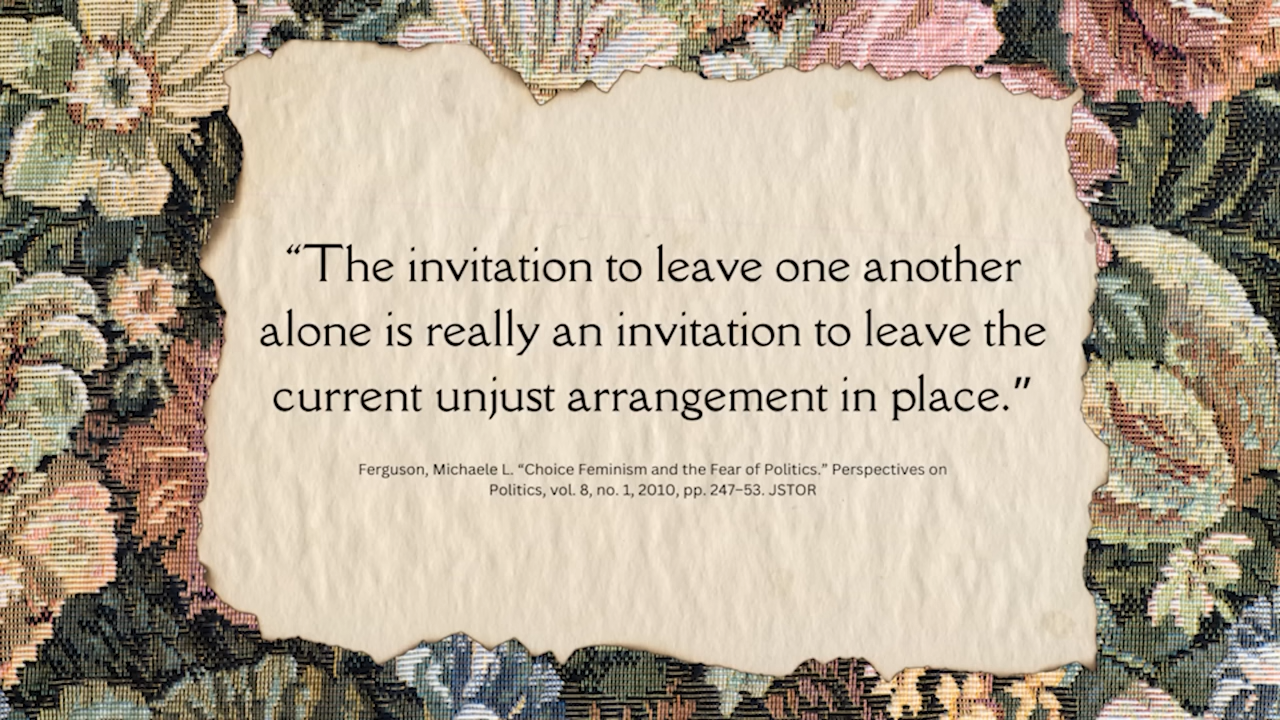 “The invitation to leave one another
alone is really an invitation to leave the
current unjust arrangement in place.”
Ferguson, Michaele L. “Choice Feminism and the Fear of Politics.” Perspectives on
Politics, vol. 8, no. 1, 2010, pp. 247–53. JSTOR